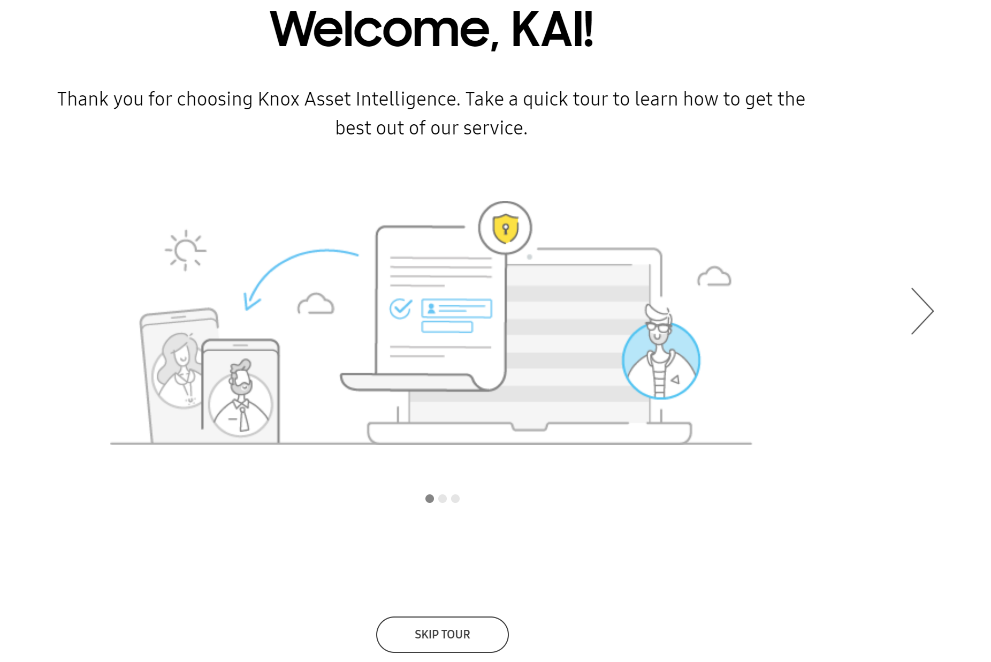 Welcome, KAI!
Thank you for choosing Knox Asset Intelligence. Take a quick tour to learn how to get the
best out of our service.
SKIP TOUR